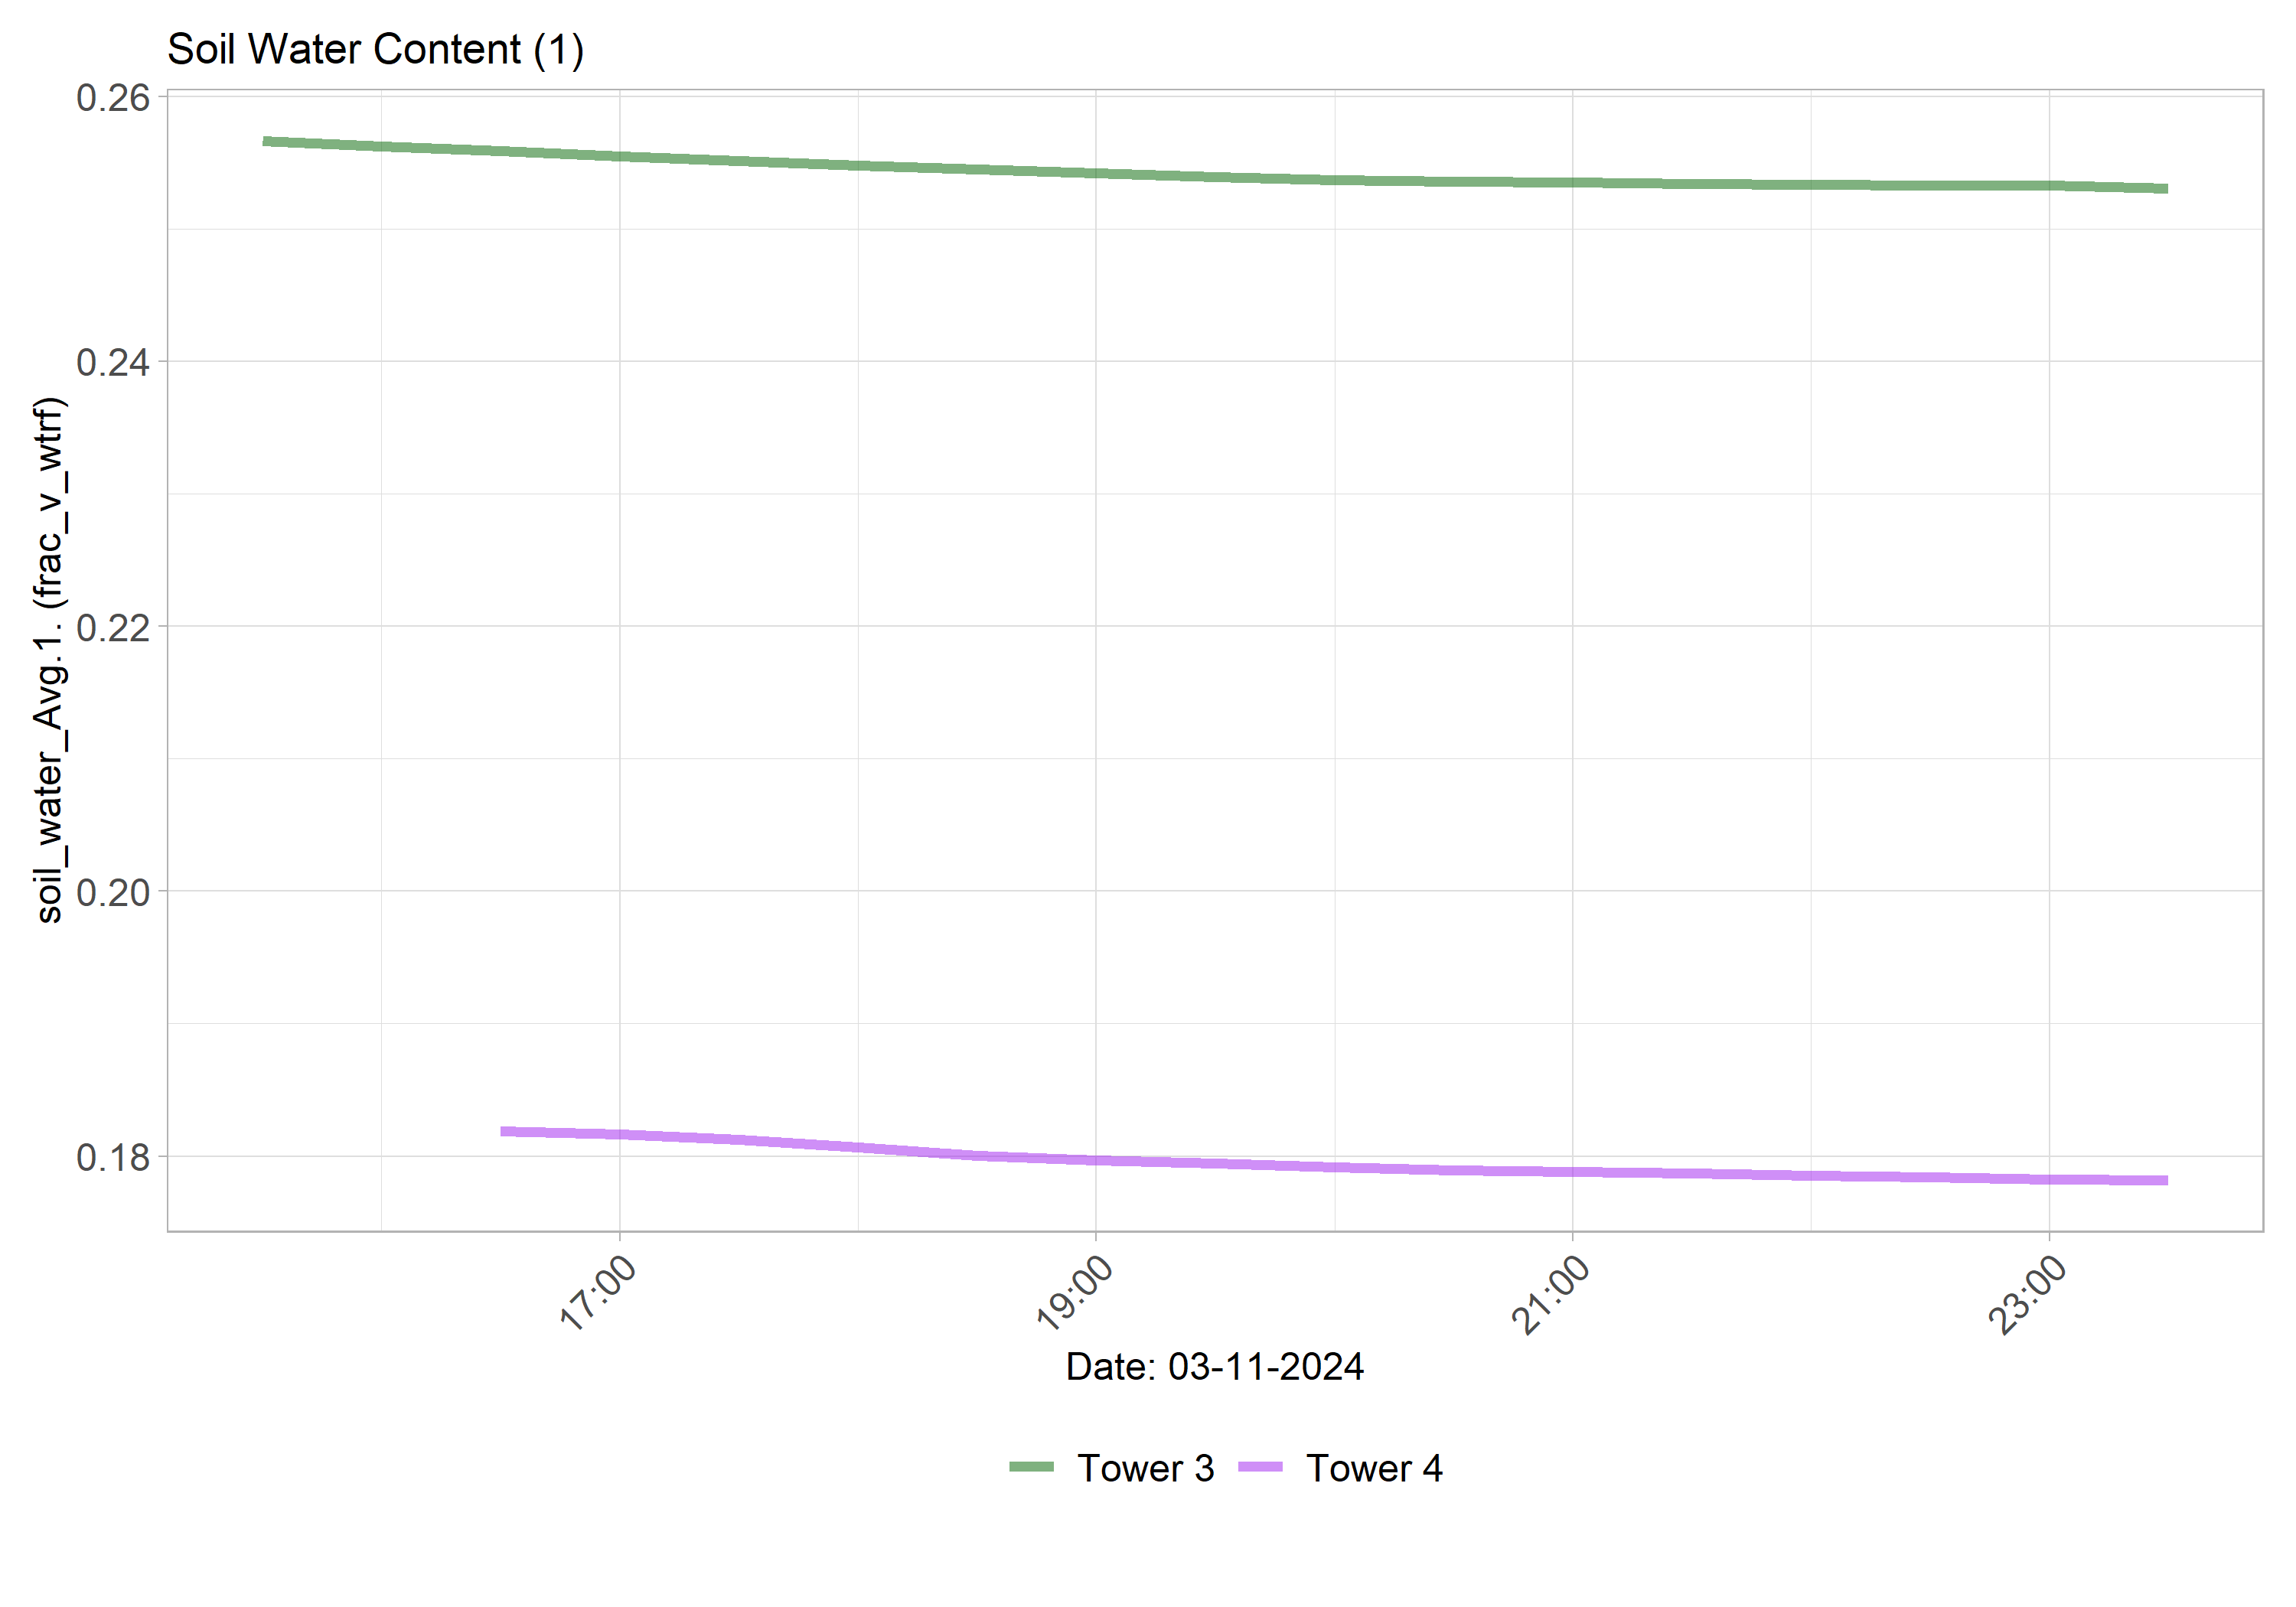 Soil Water Content (1)
0.26
0.24
0.22
0.20
0.18
soil_water_Avg.1. (frac_v_wtrf)
17:00
19:00
21:00
23:00
Date: 03-11-2024
Tower 3
Tower 4